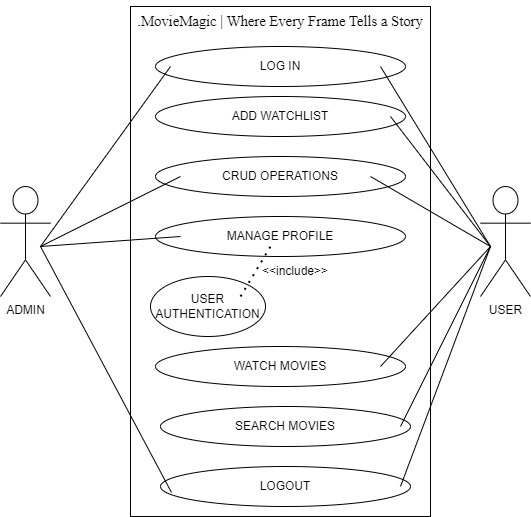 .MovieMagic | Where Every Frame Tells a Story
LOG IN
ADD WATCHLIST
CRUD OPERATIONS
MANAGE PROFILE
<<include>>
USER
AUTHENTICATION
ADMIN
USER
WATCH MOVIES
SEARCH MOVIES
LOGOUT